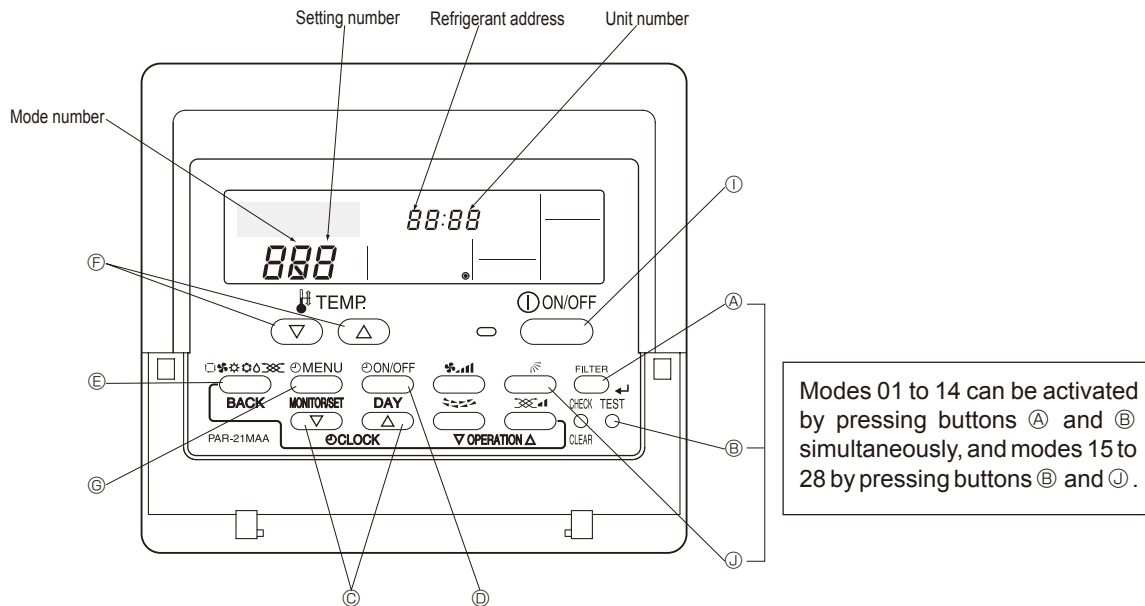 Setting number
Refrigerant address
Unit number
Mode number
88:88
888
Ⓘ
Ⓕ
TEMP.
ON/OFF
Ⓐ
MENU
ON/OFF
FILTER
Ⓔ
BACK
MONITOR/SET
DAY
CHECK
TEST
PAR-21MAA
CLOCK
▽ OPERATION △
CLEAR
Ⓑ
Ⓖ
Ⓙ
Ⓒ
Ⓓ
Modes 01 to 14 can be activated
by pressing buttons Ⓐ and Ⓑ
simultaneously, and modes 15 to
28 by pressing buttons Ⓑ and Ⓙ.